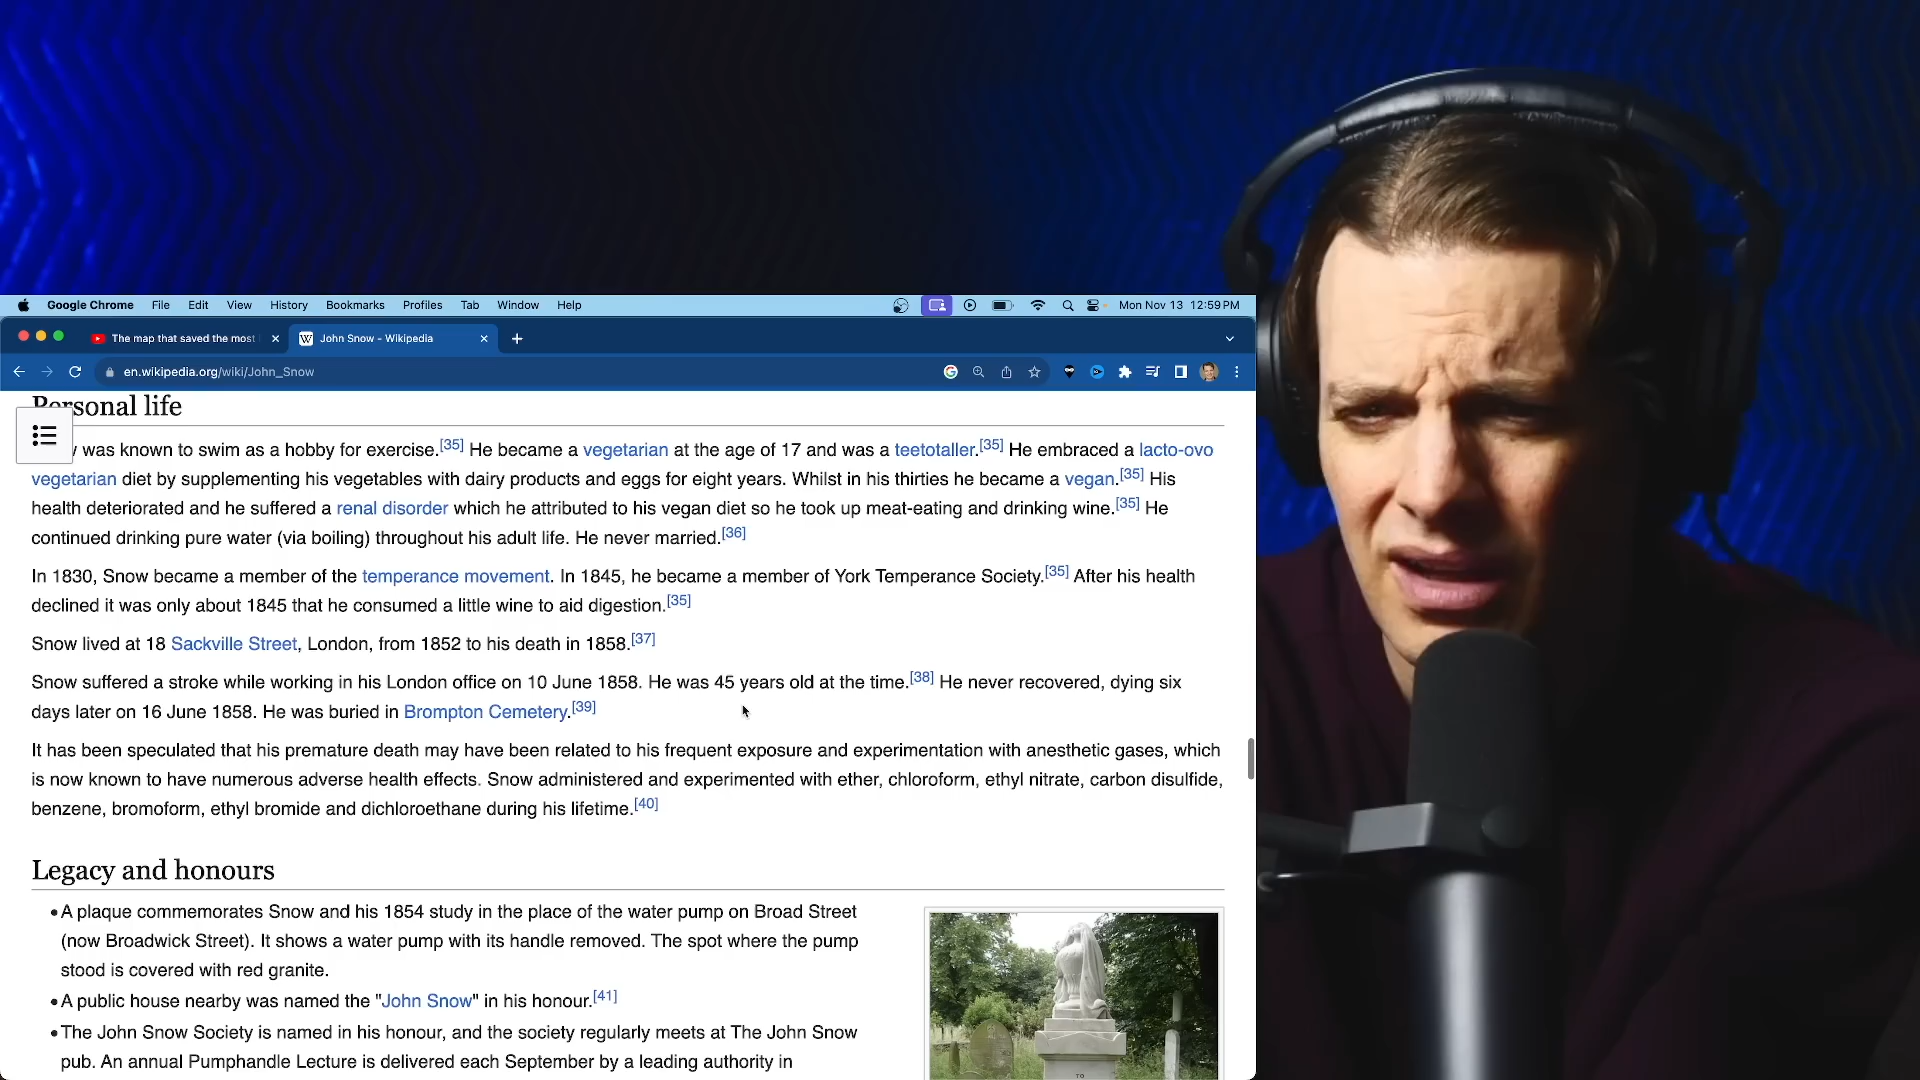 Google Chrome File Edit View History Bookmarks Profiles Tab Window Help Mon Nov 13 12:59 PM
The map that saved the most
John Snow - Wikipedia
en.wikipedia.org/wiki/John_Snow
Personal life
was known to swim as a hobby for exercise.[35] He became a vegetarian at the age of 17 and was a teetotaller.[35] He embraced a lacto-ovo
vegetarian diet by supplementing his vegetables with dairy products and eggs for eight years. Whilst in his thirties he became a vegan.[35] His
health deteriorated and he suffered a renal disorder which he attributed to his vegan diet so he took up meat-eating and drinking wine.[35] He
continued drinking pure water (via boiling) throughout his adult life. He never married.[36]
In 1830, Snow became a member of the temperance movement. In 1845, he became a member of York Temperance Society.[35] After his health
declined it was only about 1845 that he consumed a little wine to aid digestion.[35]
Snow lived at 18 Sackville Street, London, from 1852 to his death in 1858.[37]
Snow suffered a stroke while working in his London office on 10 June 1858. He was 45 years old at the time.[38] He never recovered, dying six
days later on 16 June 1858. He was buried in Brompton Cemetery.[39]
It has been speculated that his premature death may have been related to his frequent exposure and experimentation with anesthetic gases, which
is now known to have numerous adverse health effects. Snow administered and experimented with ether, chloroform, ethyl nitrate, carbon disulfide,
benzene, bromoform, ethyl bromide and dichloroethane during his lifetime.[40]
Legacy and honours
• A plaque commemorates Snow and his 1854 study in the place of the water pump on Broad Street
(now Broadwick Street). It shows a water pump with its handle removed. The spot where the pump
stood is covered with red granite.
• A public house nearby was named the "John Snow" in his honour.[41]
• The John Snow Society is named in his honour, and the society regularly meets at The John Snow
pub. An annual Pumphandle Lecture is delivered each September by a leading authority in
TO